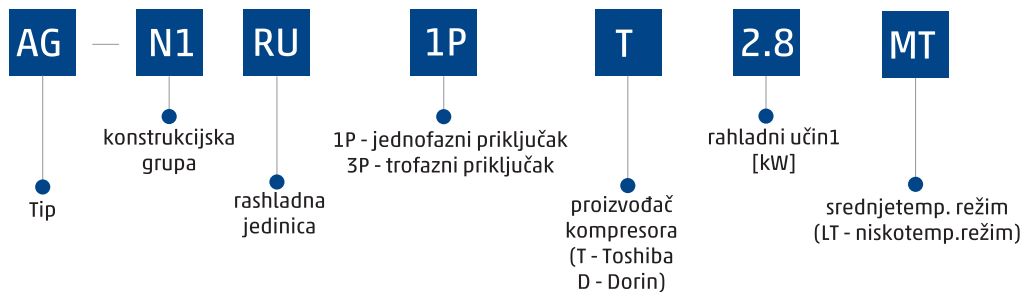 AG — N1 RU 1P T 2.8 MT
konstrukcijska
grupa
1P - jednofazni priključak
3P - trofazni priključak
rahladni učin1
[kW]
Tip
rashladna
jedinica
proizvođač
kompresora
(T - Toshiba
D - Dorin)
srednjetemp. režim
(LT - niskotemp.režim)